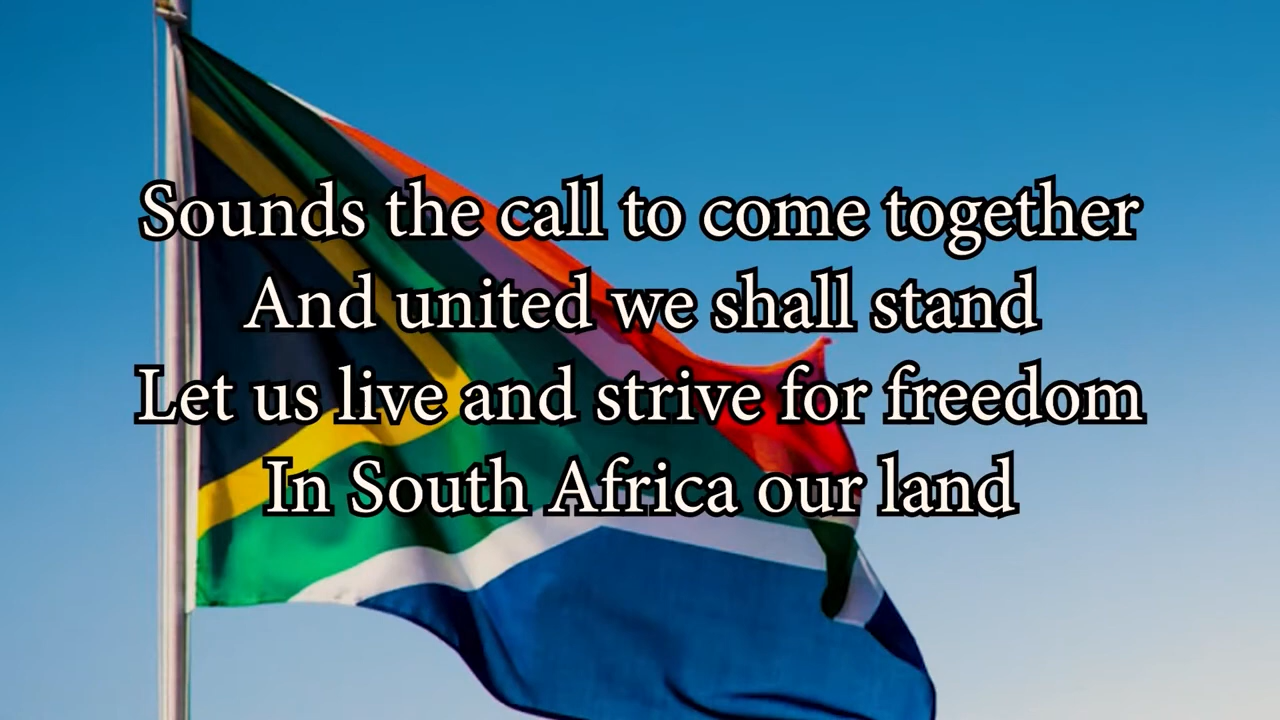 Sounds the call to come together
And united we shall stand
Let us live and strive for freedom
In South Africa our land